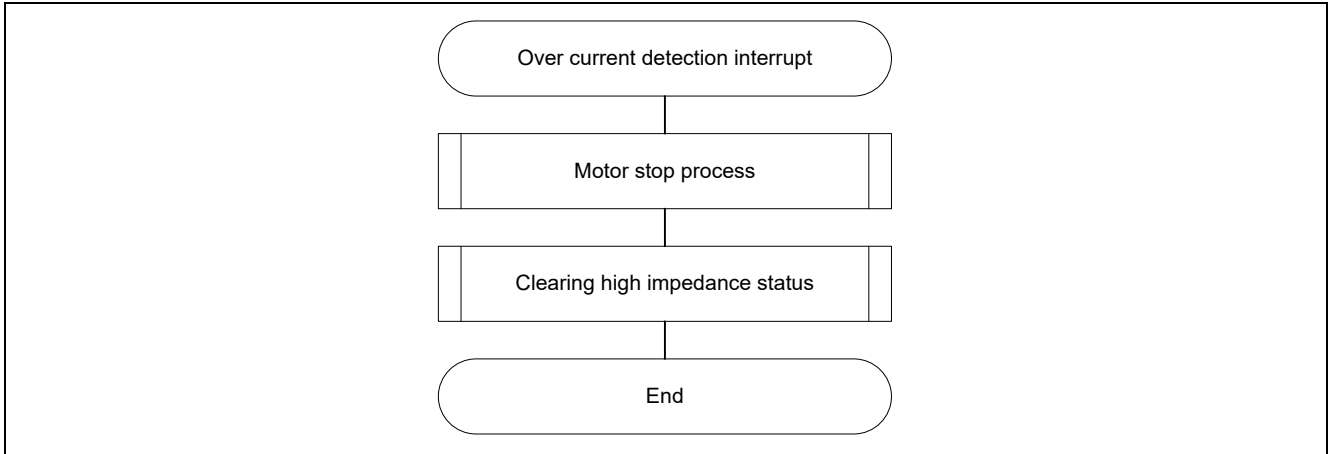 Over current detection interrupt
Motor stop process
Clearing high impedance status
End